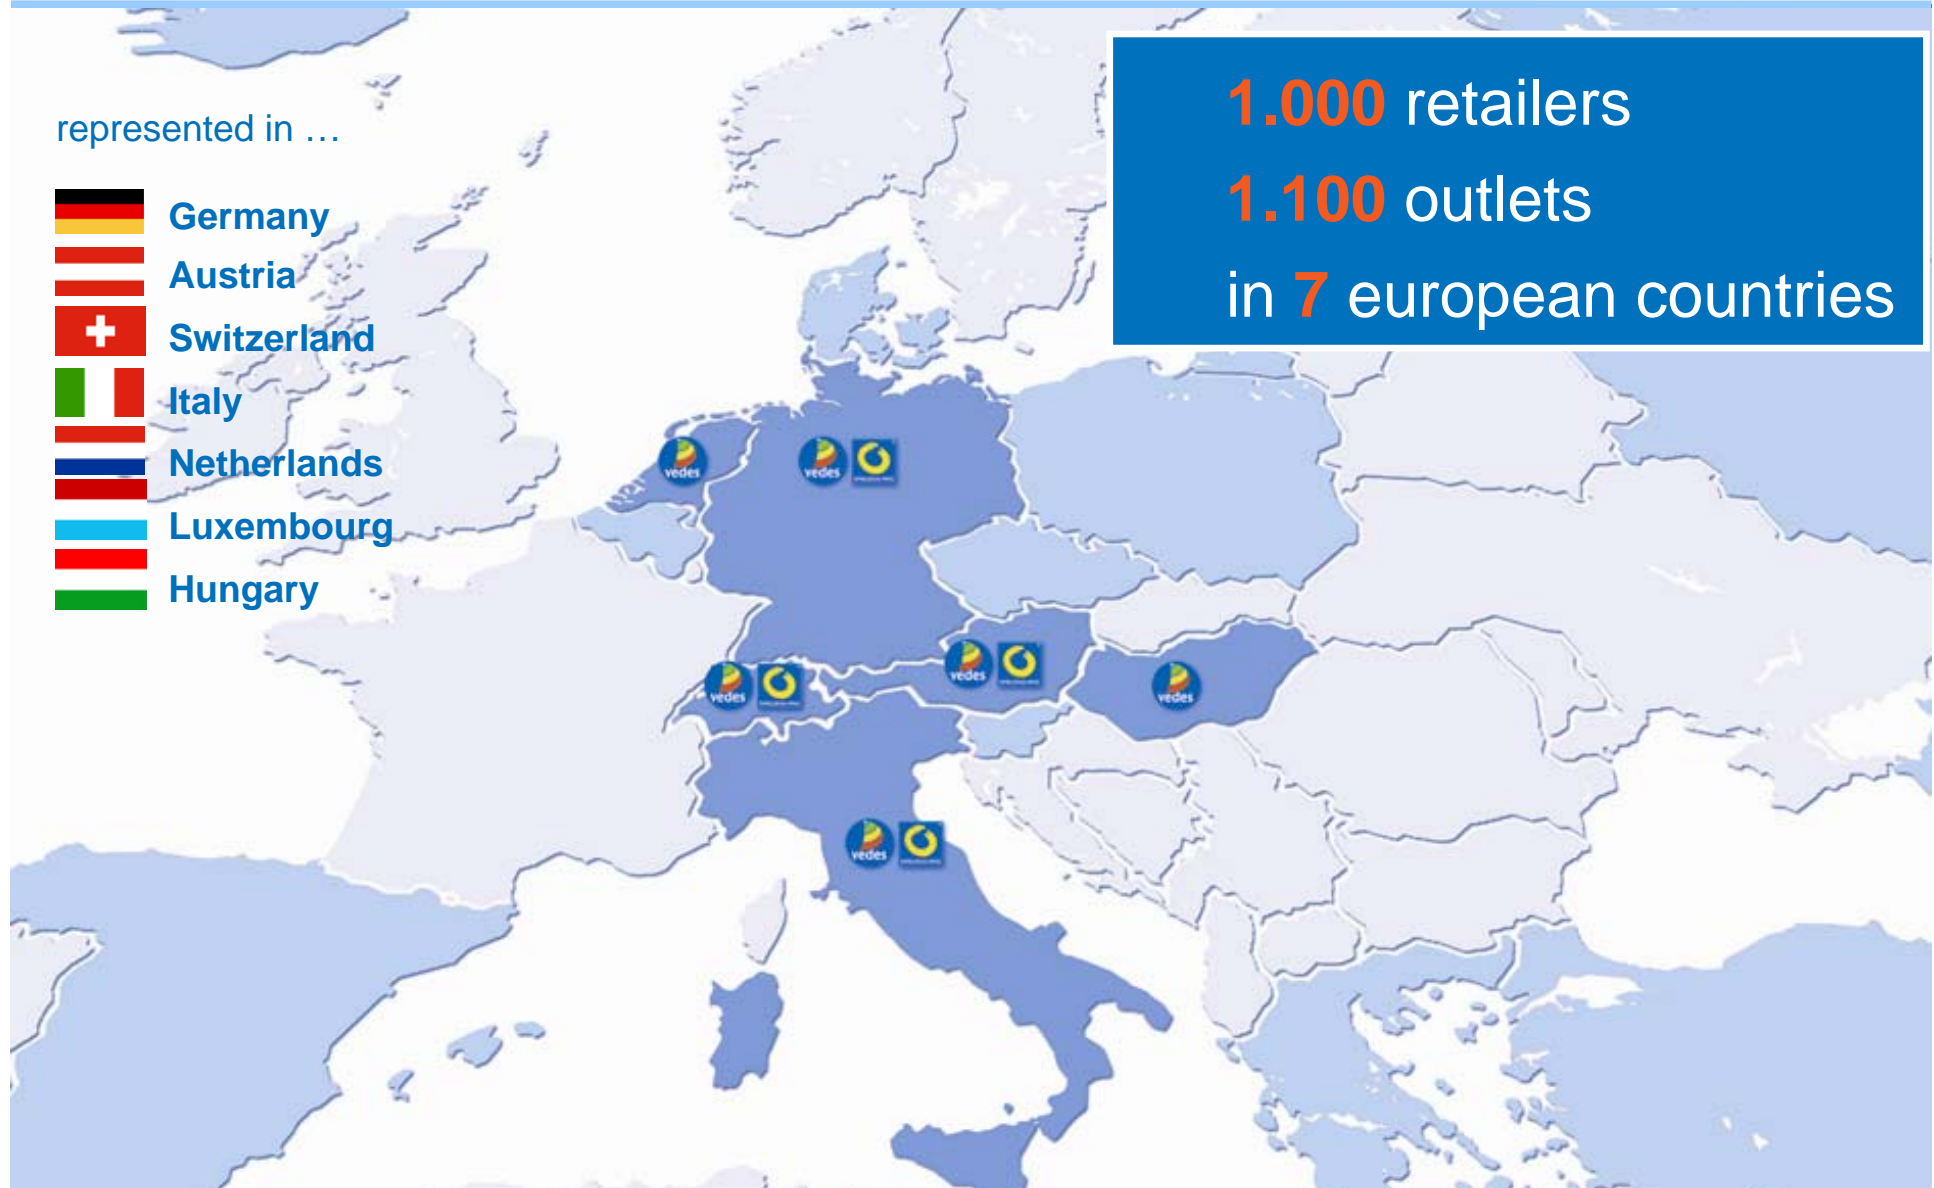 represented in …
Germany
Austria
Switzerland
Italy
Netherlands
Luxembourg
Hungary
1.000 retailers
1.100 outlets
in 7 european countries
vedes
vedes
vedes
vedes
vedes
vedes